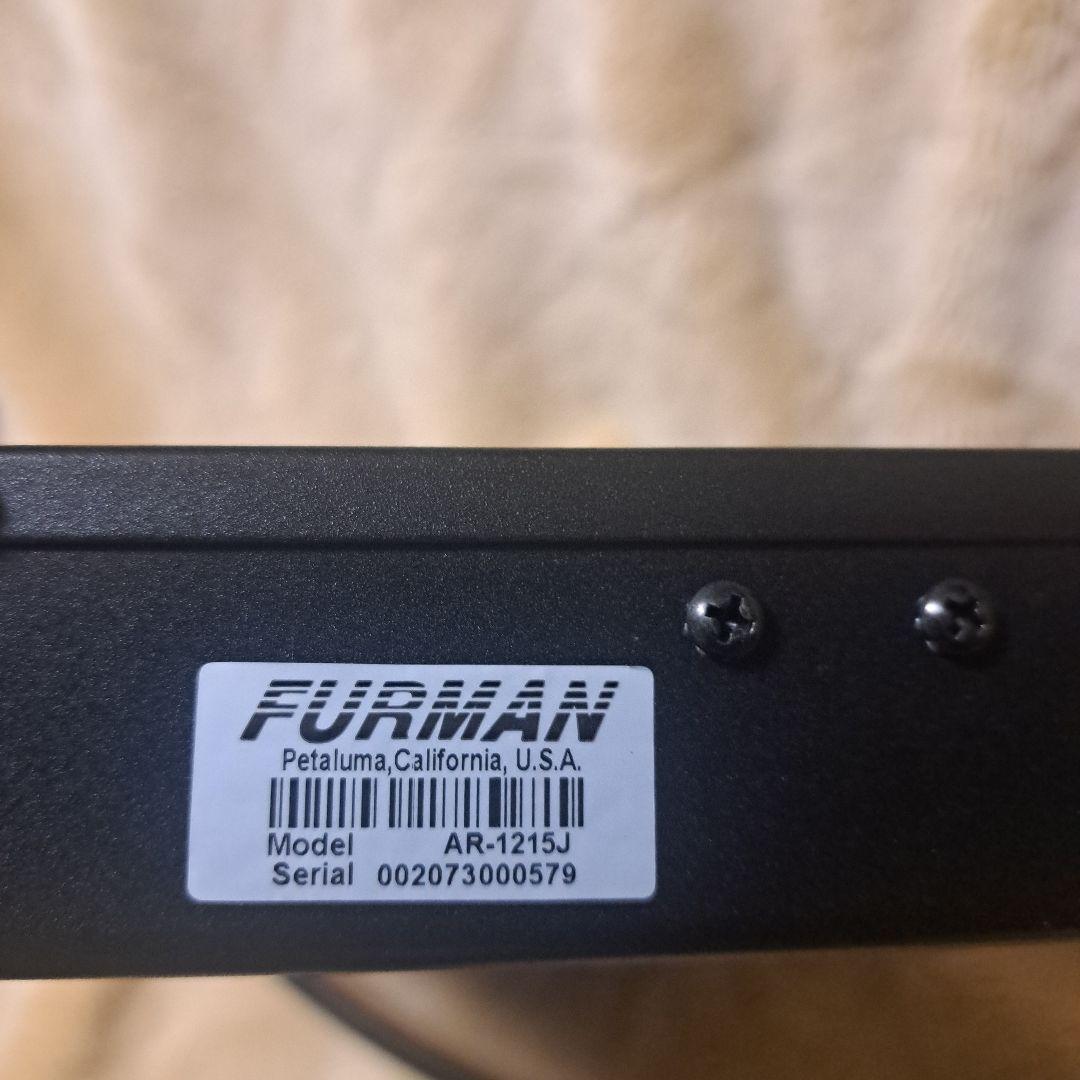 FURMAN
Petaluma,California, U.S.A.
Model AR-1215J
Serial 002073000579